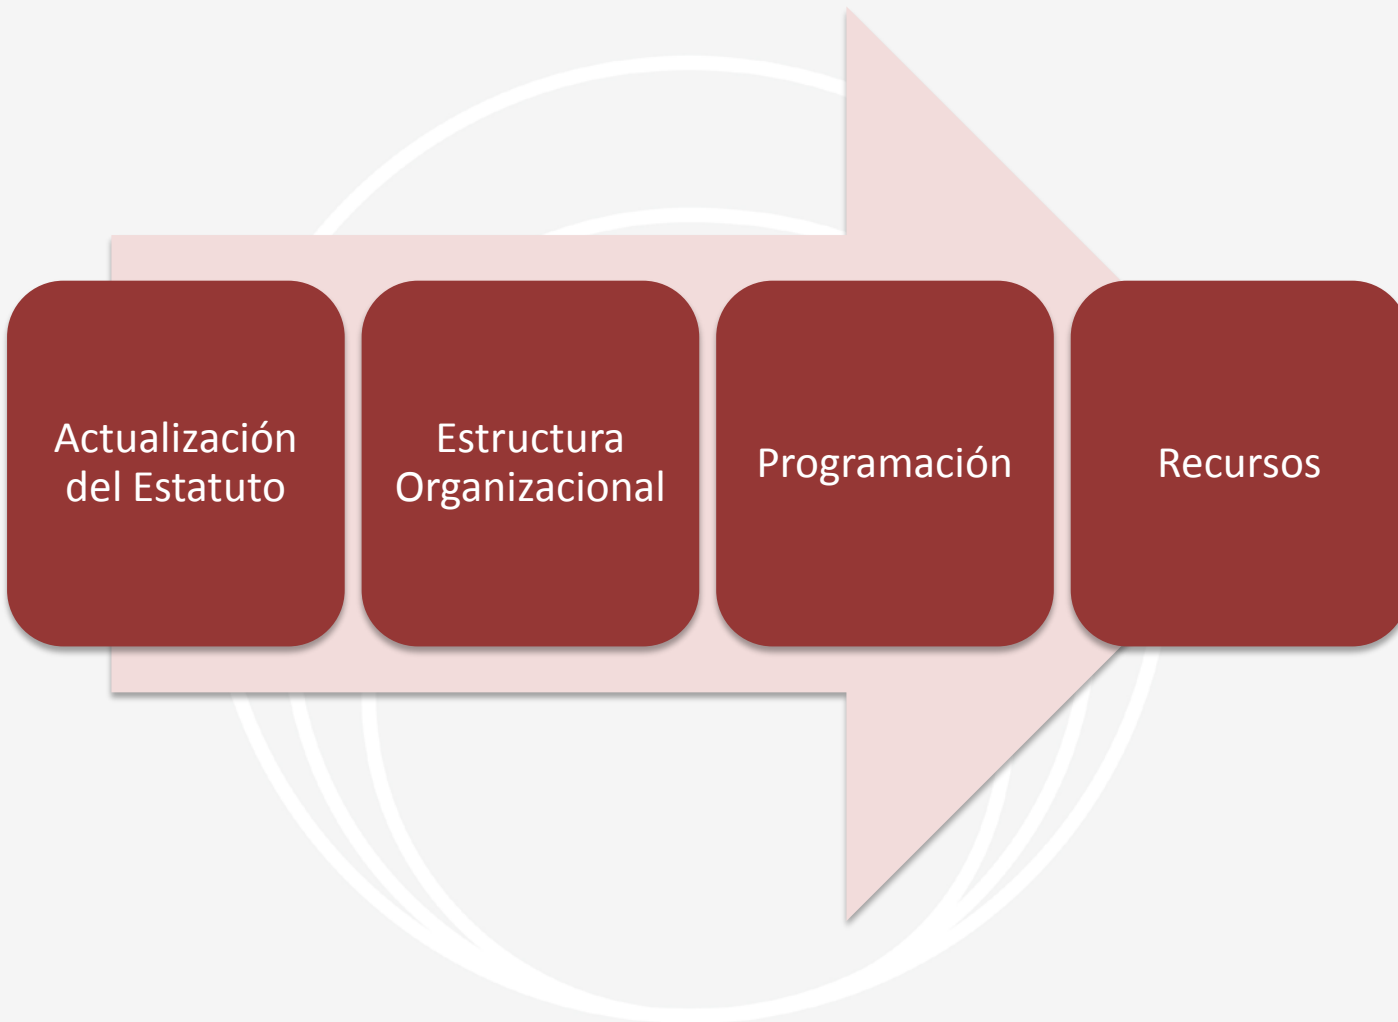 Actualización
del Estatuto
Estructura
Organizacional
Programación
Recursos